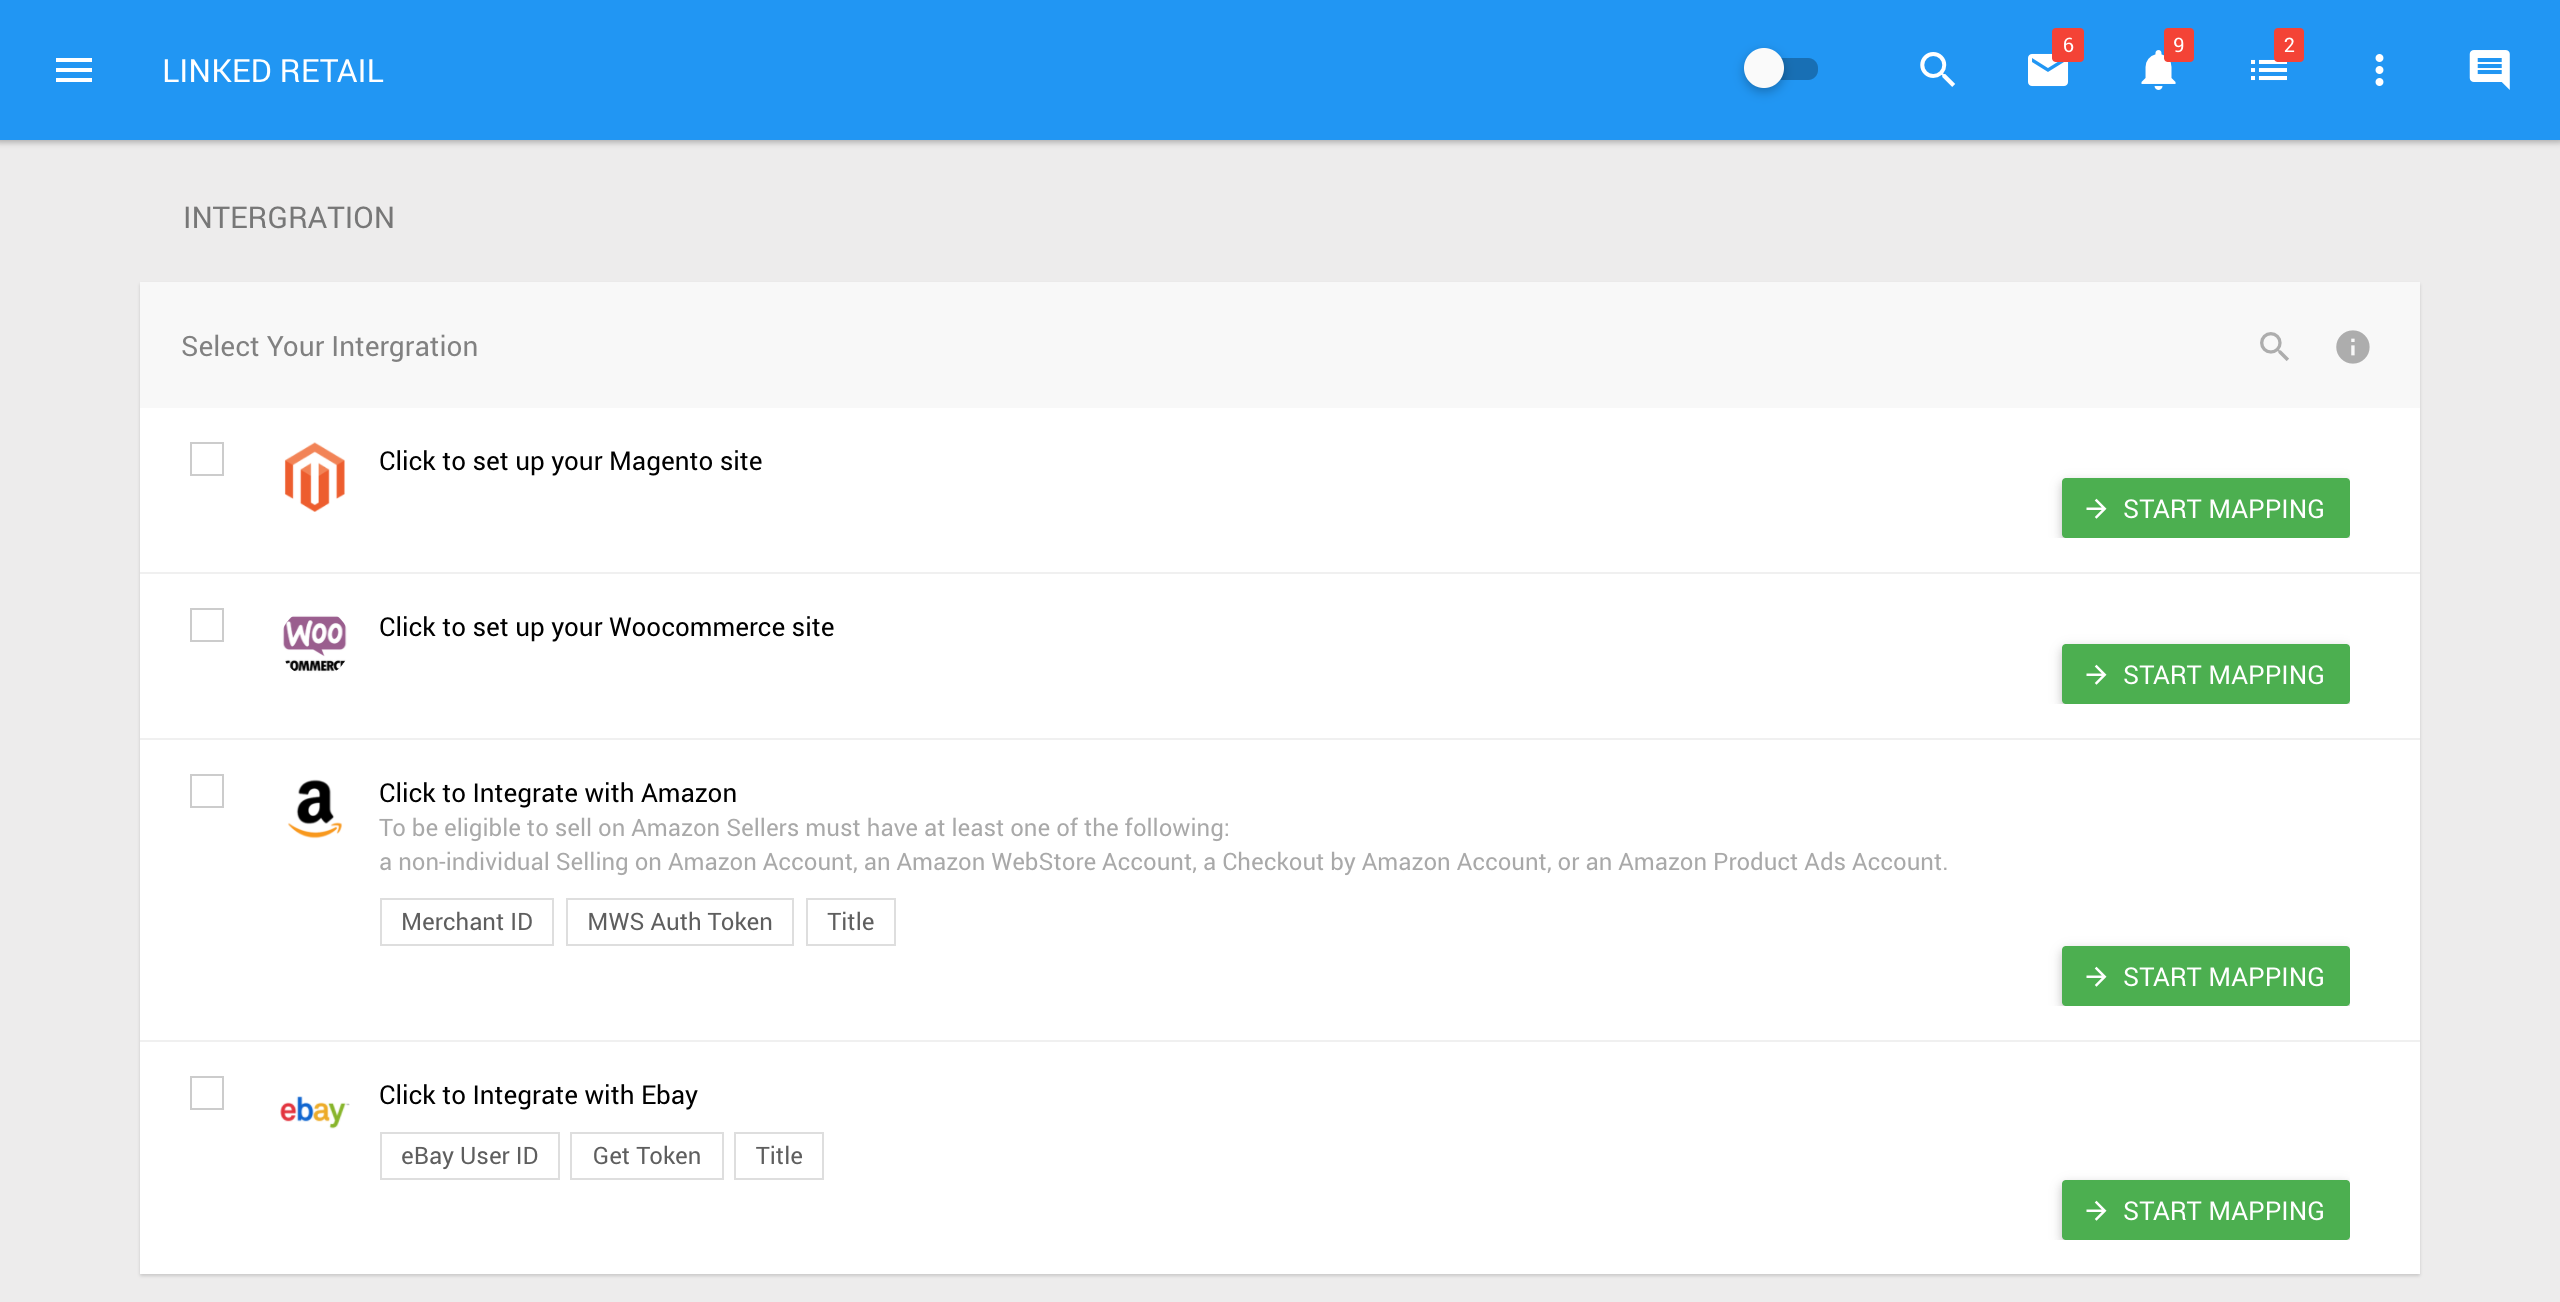 LINKED RETAIL
6
9
2
INTERGRATION
Select Your Intergration
Click to set up your Magento site
START MAPPING
WOO
OMMERC
Click to set up your Woocommerce site
START MAPPING
a
Click to Integrate with Amazon
To be eligible to sell on Amazon Sellers must have at least one of the following:
a non-individual Selling on Amazon Account, an Amazon WebStore Account, a Checkout by Amazon Account, or an Amazon Product Ads Account.
Merchant ID MWS Auth Token Title
START MAPPING
ebay
Click to Integrate with Ebay
eBay User ID Get Token Title
START MAPPING